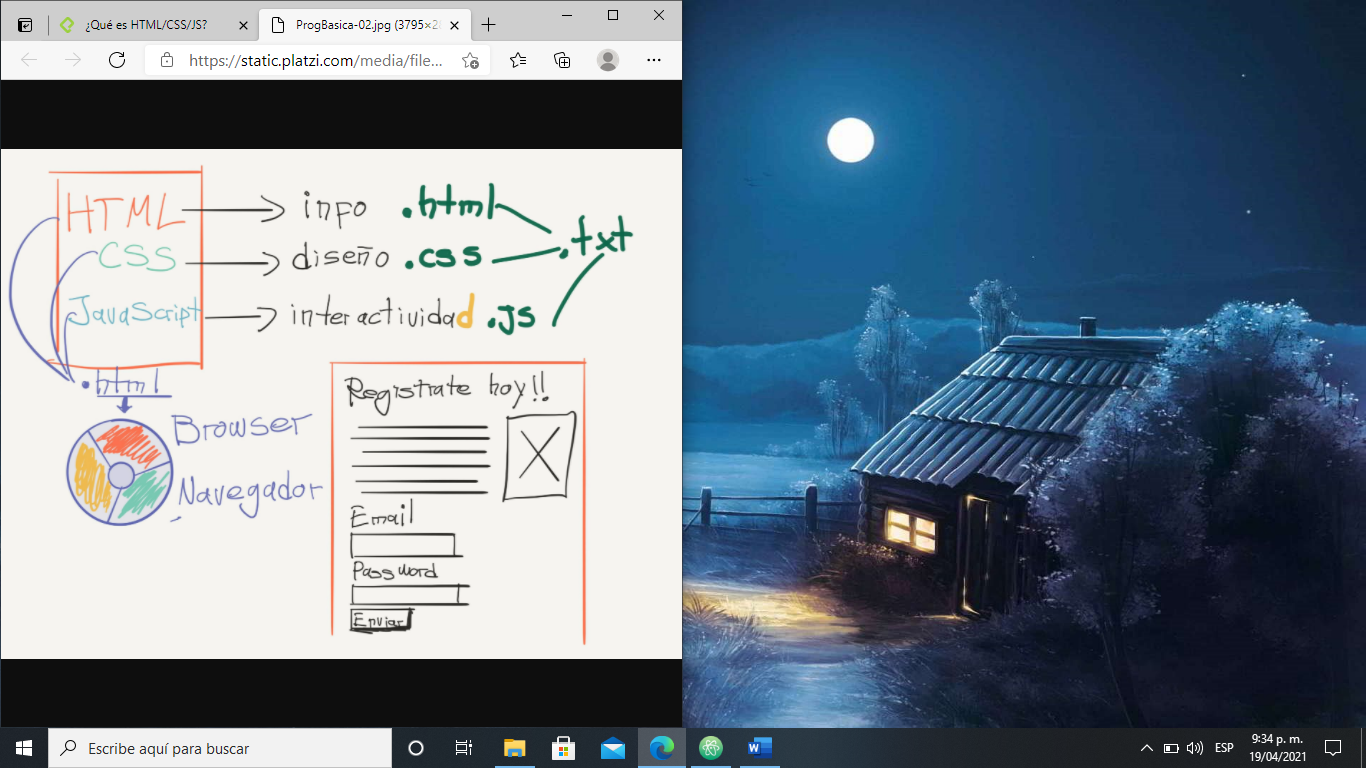 ¿Qué es HTML/CSS/JS?
ProgBasica-02.jpg (3795×2
https://static.platzi.com/media/file...
HTML → info .html
CSS → diseño .css .txt
JavaScript → interactividad .js
.html
Browser
Navegador
Registrate hoy!!
Email
Password
Enviar
Escribe aquí para buscar
ESP
9:34 p. m.
19/04/2021